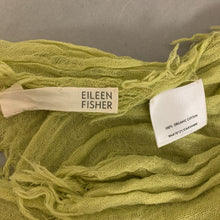 EILEEN
FISHER
100% ORGANIC COTTON